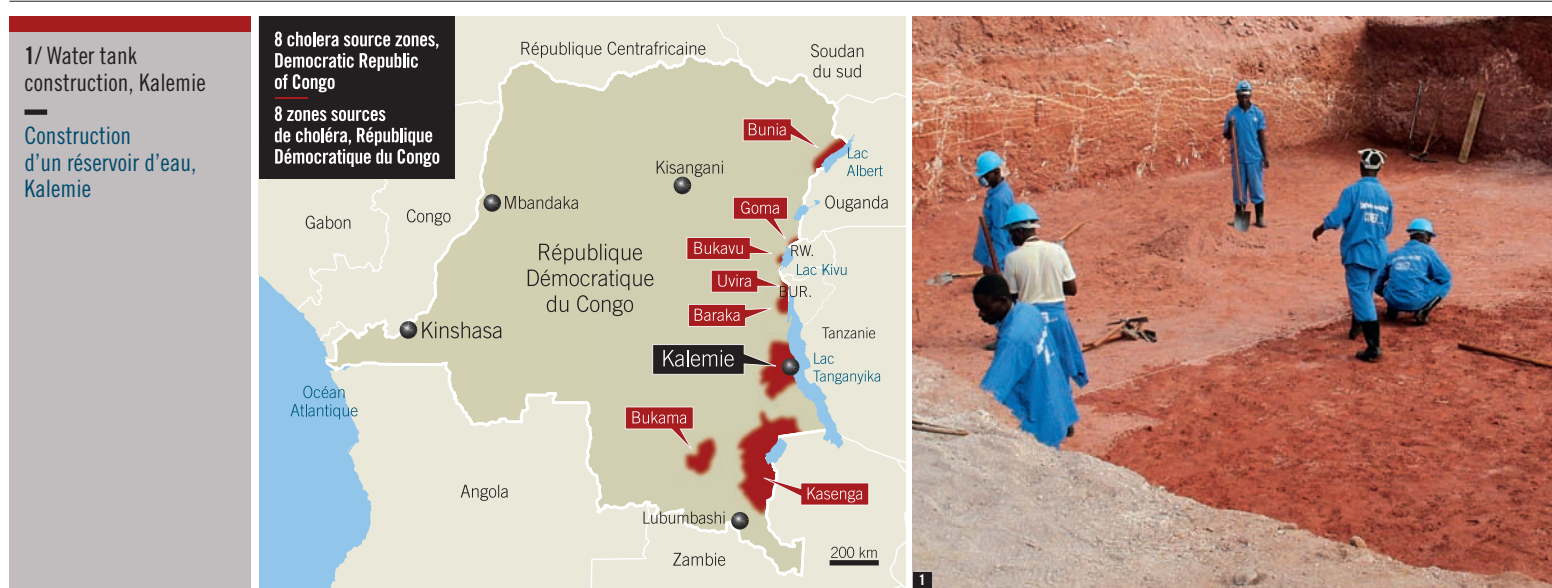 1/ Water tank
construction, Kalemie
Construction
d'un réservoir d'eau,
Kalemie
8 cholera source zones,
Democratic Republic
of Congo
8 zones sources
de choléra, République
Démocratique du Congo
République Centrafricaine
Soudan
du sud
Bunia
Lac
Albert
Kisangani
Mbandaka
Ouganda
Gabon
Congo
Goma
Bukavu
RW.
Lac Kivu
République
Démocratique
du Congo
Uvira
BUR.
Baraka
Kinshasa
Tanzanie
Kalemie
Lac
Tanganyika
Océan
Atlantique
Bukama
Angola
Kasenga
Lubumbashi
Zambie
200 km
1